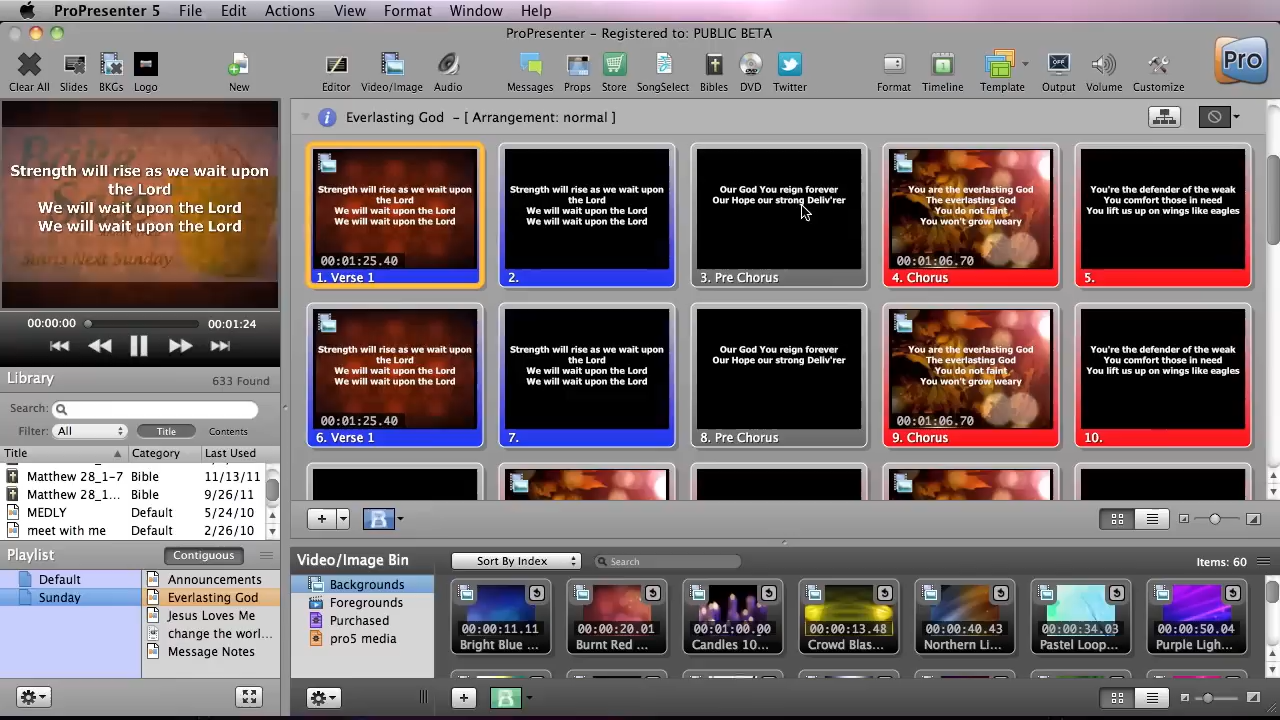 ProPresenter 5 File Edit Actions View Format Window Help
ProPresenter - Registered to: PUBLIC BETA
Clear All Slides BKGs Logo New Editor Video/Image Audio Messages Props Store SongSelect Bibles DVD Twitter Format Timeline Template Output Volume Customize
Pro
OFF
1
Strength will rise as we wait upon
the Lord
We will wait upon the Lord
We will wait upon the Lord
Starts Next Sunday
00:00:00 00:01:24
Library 633 Found
Search:
Filter: All Title Contents
Title Category Last Used
Matthew 28_1-7 Bible 11/13/11
Matthew 28_1... Bible 9/26/11
MEDLY Default 5/24/10
meet with me Default 2/26/10
Playlist Contiguous
Default
Sunday
Announcements
Everlasting God
Jesus Loves Me
change the worl...
Message Notes
Everlasting God - [ Arrangement: normal ]
Strength will rise as we wait upon
the Lord
We will wait upon the Lord
We will wait upon the Lord
00:01:25.40
1. Verse 1
Strength will rise as we wait upon
the Lord
We will wait upon the Lord
We will wait upon the Lord
2.
Our God You reign forever
Our Hope our strong Deliv'rer
3. Pre Chorus
You are the everlasting God
The everlasting God
You do not faint
You won't grow weary
00:01:06.70
4. Chorus
You're the defender of the weak
You comfort those in need
You lift us up on wings like eagles
5.
Strength will rise as we wait upon
the Lord
We will wait upon the Lord
We will wait upon the Lord
00:01:25.40
6. Verse 1
Strength will rise as we wait upon
the Lord
We will wait upon the Lord
We will wait upon the Lord
7.
Our God You reign forever
Our Hope our strong Deliv'rer
8. Pre Chorus
You are the everlasting God
The everlasting God
You do not faint
You won't grow weary
00:01:06.70
9. Chorus
You're the defender of the weak
You comfort those in need
You lift us up on wings like eagles
10.
Video/Image Bin Sort By Index Search Items: 60
Backgrounds
Foregrounds
Purchased
pro5 media
00:00:11.11
Bright Blue ...
00:00:20.01
Burnt Red ...
00:01:00.00
Candles 10...
00:00:13.48
Crowd Blas...
00:00:40.43
Northern Li...
00:00:34.03
Pastel Loop...
00:00:50.04
Purple Ligh...